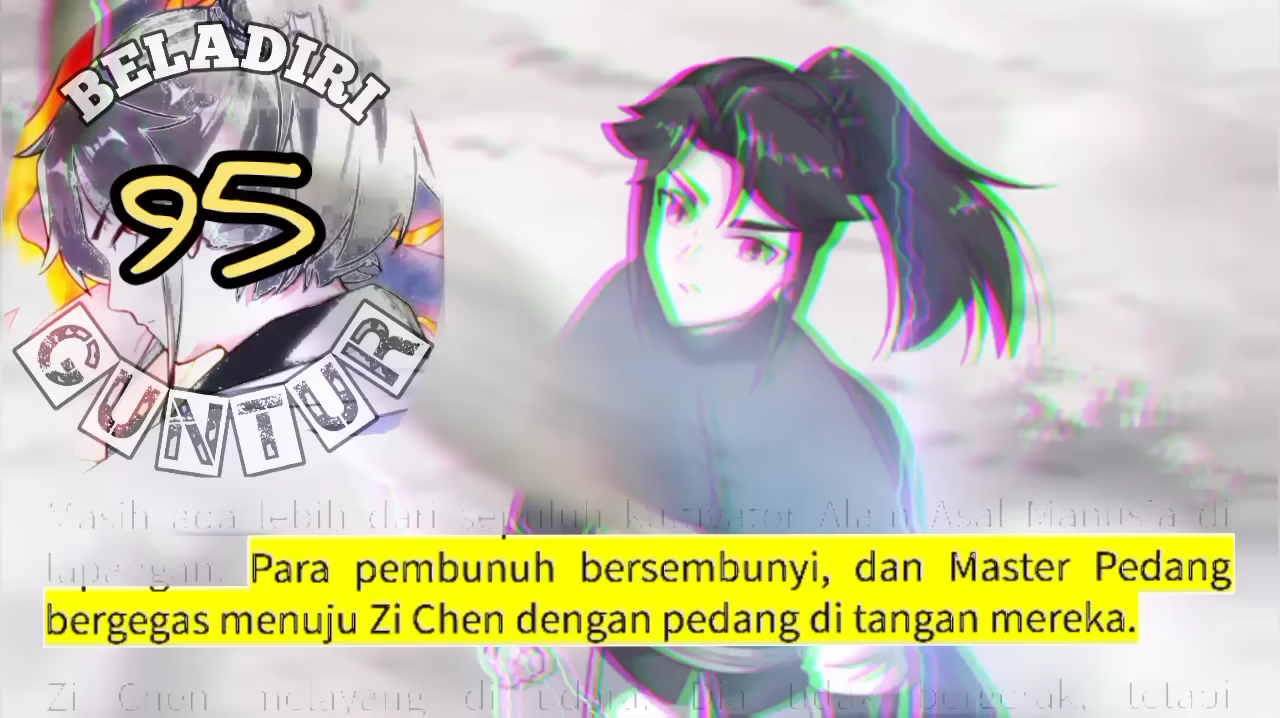 BELADIRI
95
GUNTUR
Masih ada lebih dari sepuluh kultivator Alam Asal Manusia di
lapangan. Para pembunuh bersembunyi, dan Master Pedang
bergegas menuju Zi Chen dengan pedang di tangan mereka.
Zi Chen melayang di udara. Dia tidak bergerak, tetapi